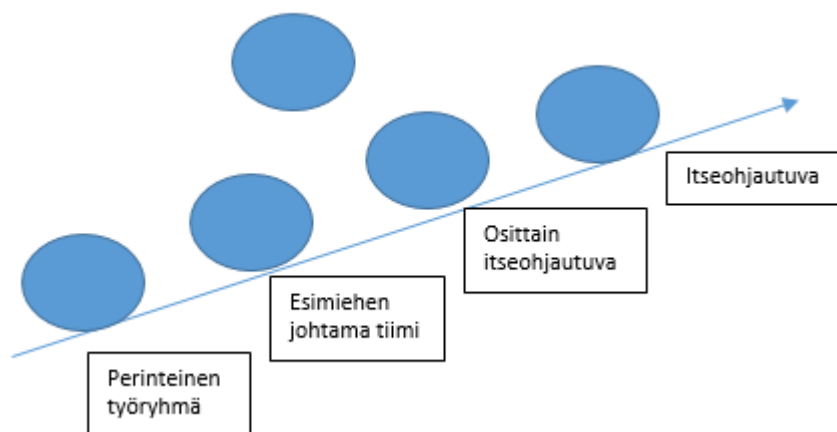 Itseohjautuva
Osittain
itseohjautuva
Esimiehen
johtama tiimi
Perinteinen
työryhmä